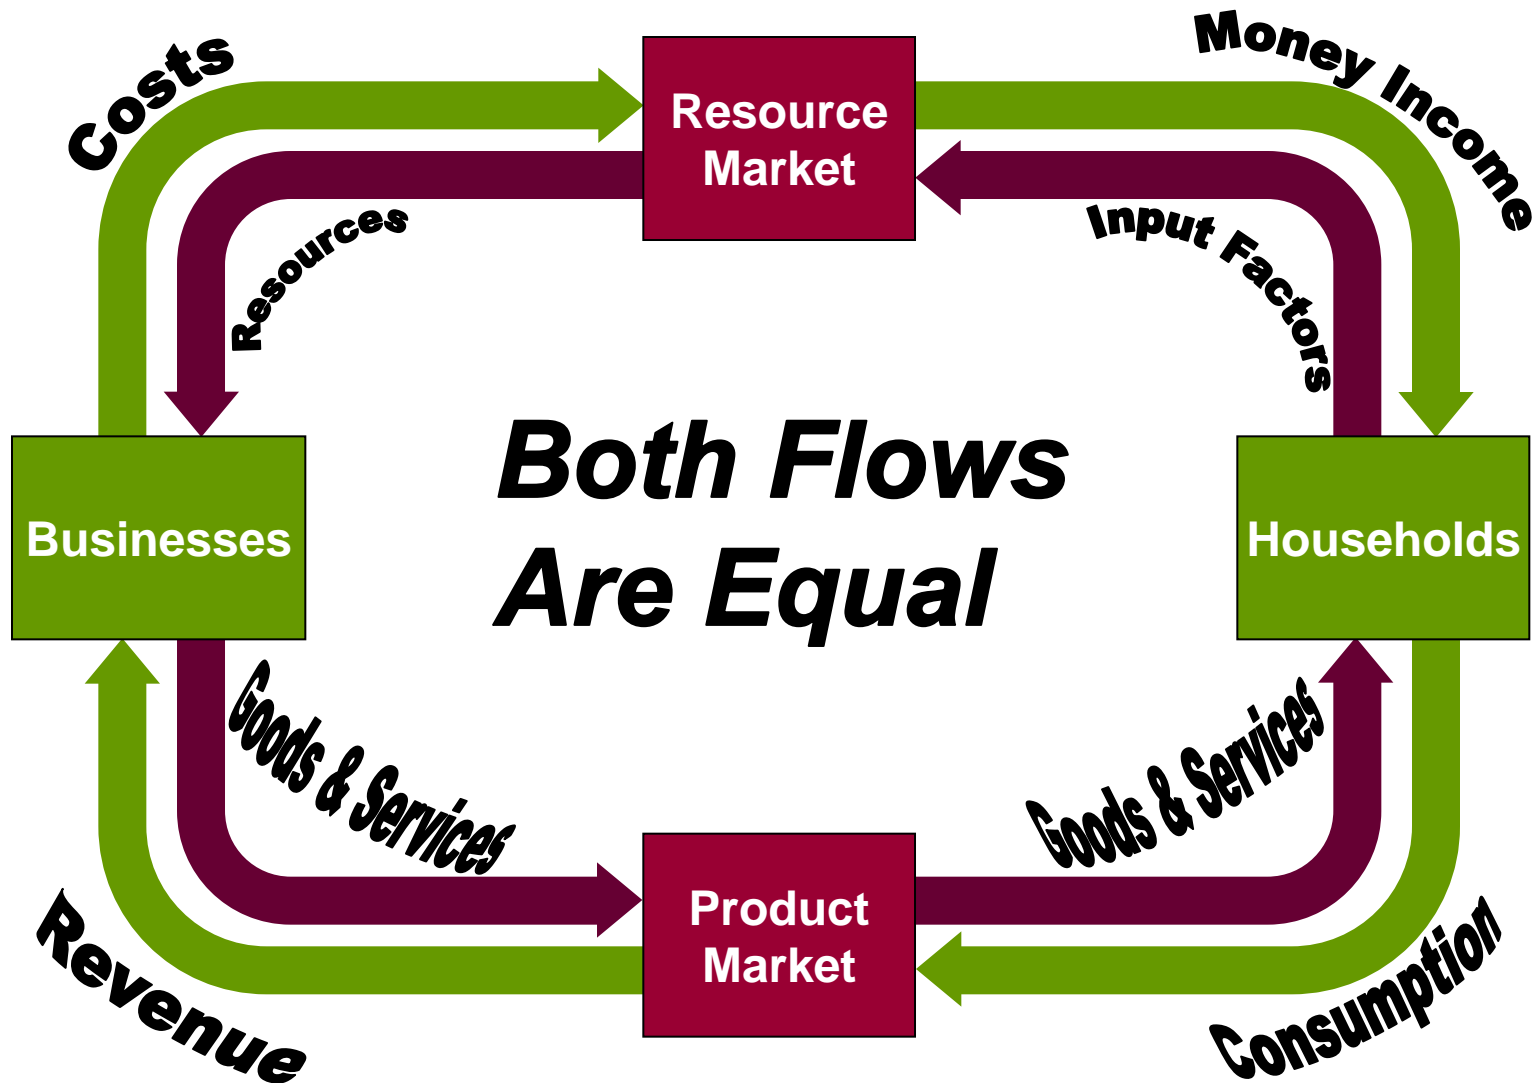 Costs
Money Income
Resource
Market
Resources
Input Factors
Both Flows
Are Equal
Businesses
Households
Goods & Services
Goods & Services
Product
Market
Revenue
Consumption